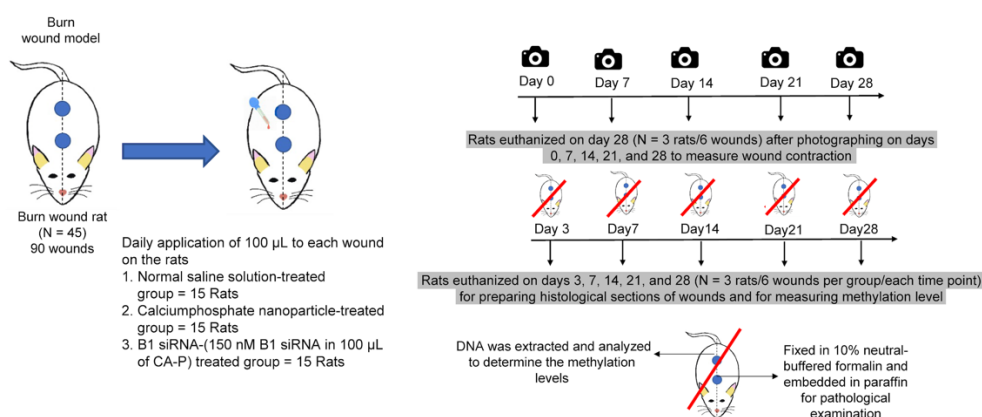 Burn
wound model
Burn wound rat
(N = 45)
90 wounds
Daily application of 100 µL to each wound
on the rats
1. Normal saline solution-treated
group = 15 Rats
2. Calciumphosphate nanoparticle-treated
group = 15 Rats
3. B1 siRNA-(150 nM B1 siRNA in 100 µL
of CA-P) treated group = 15 Rats
Day 0 Day 7 Day 14 Day 21 Day 28
Rats euthanized on day 28 (N = 3 rats/6 wounds) after photographing on days
0, 7, 14, 21, and 28 to measure wound contraction
Day 3 Day7 Day14 Day21 Day28
Rats euthanized on days 3, 7, 14, 21, and 28 (N = 3 rats/6 wounds per group/each time point)
for preparing histological sections of wounds and for measuring methylation level
DNA was extracted and analyzed
to determine the methylation
levels
Fixed in 10% neutral-
buffered formalin and
embedded in paraffin
for pathological
examination